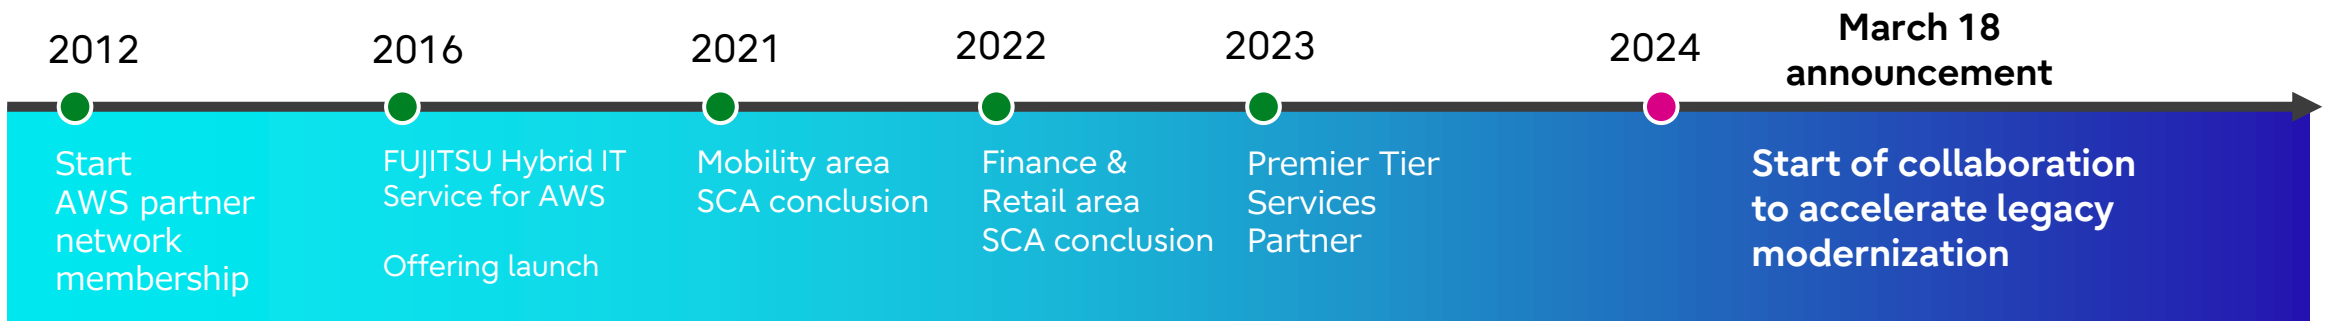 2012
Start
AWS partner
network
membership
2016
FUJITSU Hybrid IT
Service for AWS
Offering launch
2021
Mobility area
SCA conclusion
2022
Finance &
Retail area
SCA conclusion
2023
Premier Tier
Services
Partner
2024
March 18
announcement
Start of collaboration
to accelerate legacy
modernization